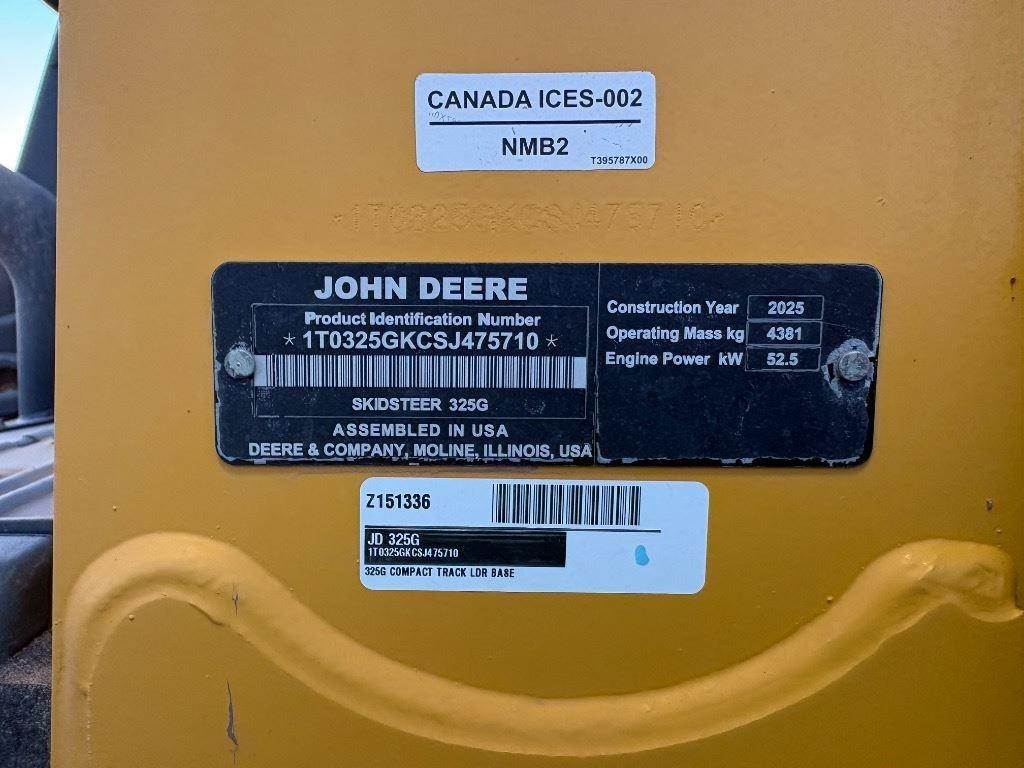 CANADA ICES-002
NMB2
T395787X00
JOHN DEERE
Product Identification Number
* 1T0325GKCSJ475710 *
SKIDSTEER 325G
ASSEMBLED IN USA
DEERE & COMPANY, MOLINE, ILLINOIS, USA
Construction Year 2025
Operating Mass kg 4381
Engine Power kW 52.5
Z151336
JD 325G
1T0325GKCSJ475710
325G COMPACT TRACK LDR BASE